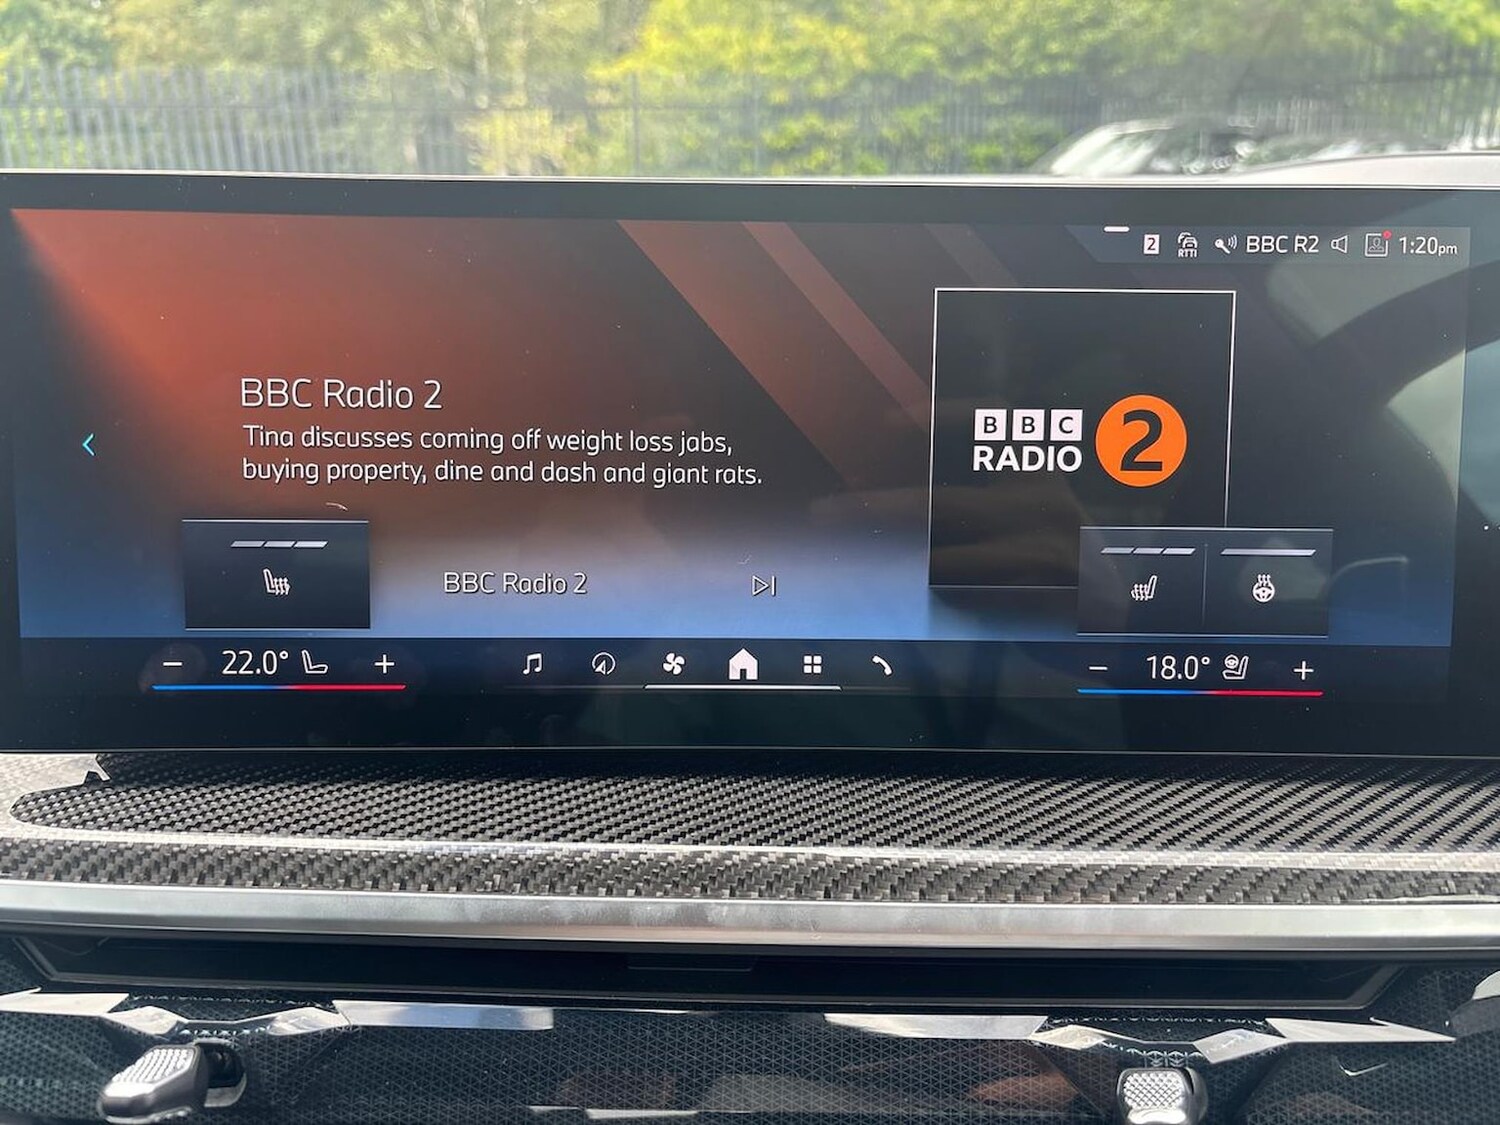 2 RTTI BBC R2 1:20pm
BBC Radio 2
Tina discusses coming off weight loss jabs,
buying property, dine and dash and giant rats.
BBC
RADIO 2
BBC Radio 2
22.0°
18.0°